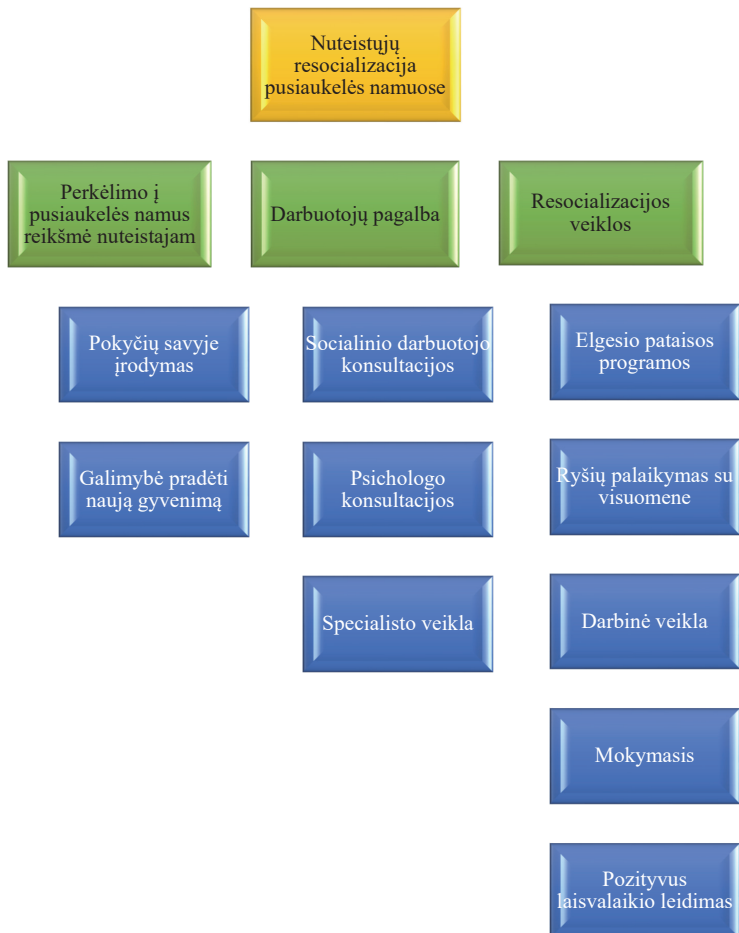 Nuteistųjų
resocializacija
pusiaukelės namuose
Perkėlimo į
pusiaukelės namus
reikšmė nuteistajam
Darbuotojų pagalba
Resocializacijos
veiklos
Pokyčių savyje
įrodymas
Galimybė pradėti
naują gyvenimą
Socialinio darbuotojo
konsultacijos
Psichologo
konsultacijos
Specialisto veikla
Elgesio pataisos
programos
Ryšių palaikymas su
visuomene
Darbinė veikla
Mokymasis
Pozityvus
laisvalaikio leidimas